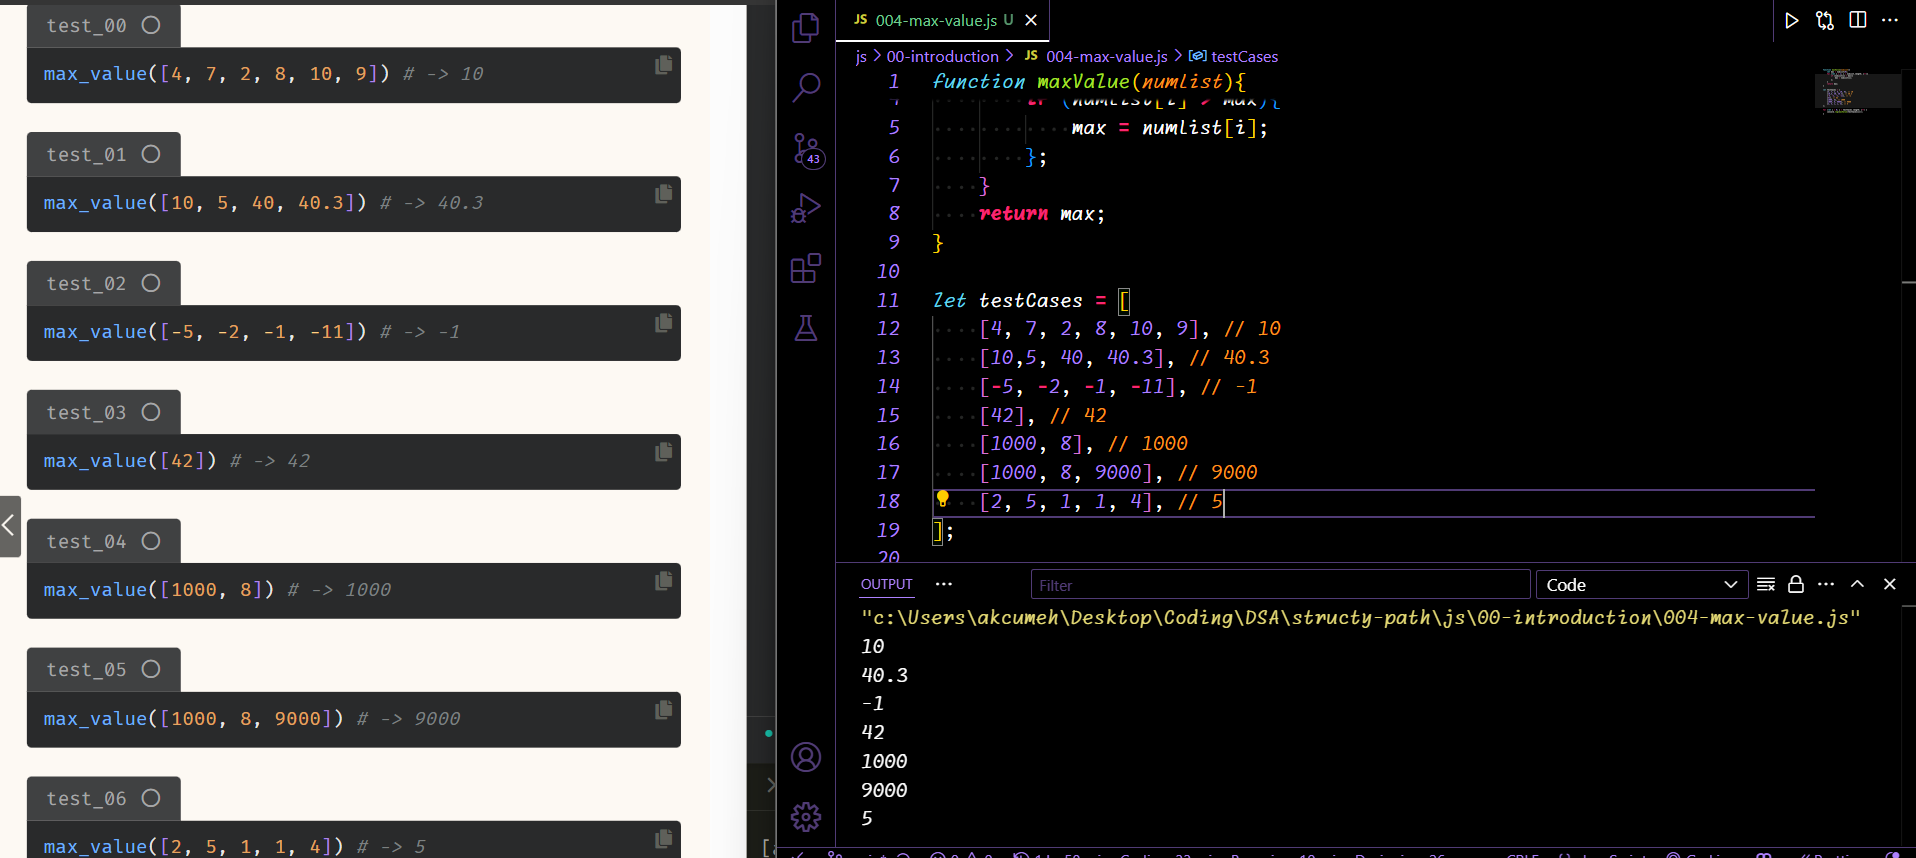 test_00
max_value([4, 7, 2, 8, 10, 9]) # -> 10
test_01
max_value([10, 5, 40, 40.3]) # -> 40.3
test_02
max_value([-5, -2, -1, -11]) # -> -1
test_03
max_value([42]) # -> 42
test_04
max_value([1000, 8]) # -> 1000
test_05
max_value([1000, 8, 9000]) # -> 9000
test_06
max_value([2, 5, 1, 1, 4]) # -> 5
43
JS 004-max-value.js U
js > 00-introduction > JS 004-max-value.js > testCases
1 function maxValue(numlist){
if (numlist[i] > max){
5 max = numlist[i];
6 };
7 }
8 return max;
9 }
10
11 let testCases = [
12 [4, 7, 2, 8, 10, 9], // 10
13 [10,5, 40, 40.3], // 40.3
14 [-5, -2, -1, -11], // -1
15 [42], // 42
16 [1000, 8], // 1000
17 [1000, 8, 9000], // 9000
18 [2, 5, 1, 1, 4], // 5
19 ];
20
OUTPUT Filter Code
"c:\Users\akcumeh\Desktop\Coding\DSA\structy-path\js\00-introduction\004-max-value.js"
10
40.3
-1
42
1000
9000
5